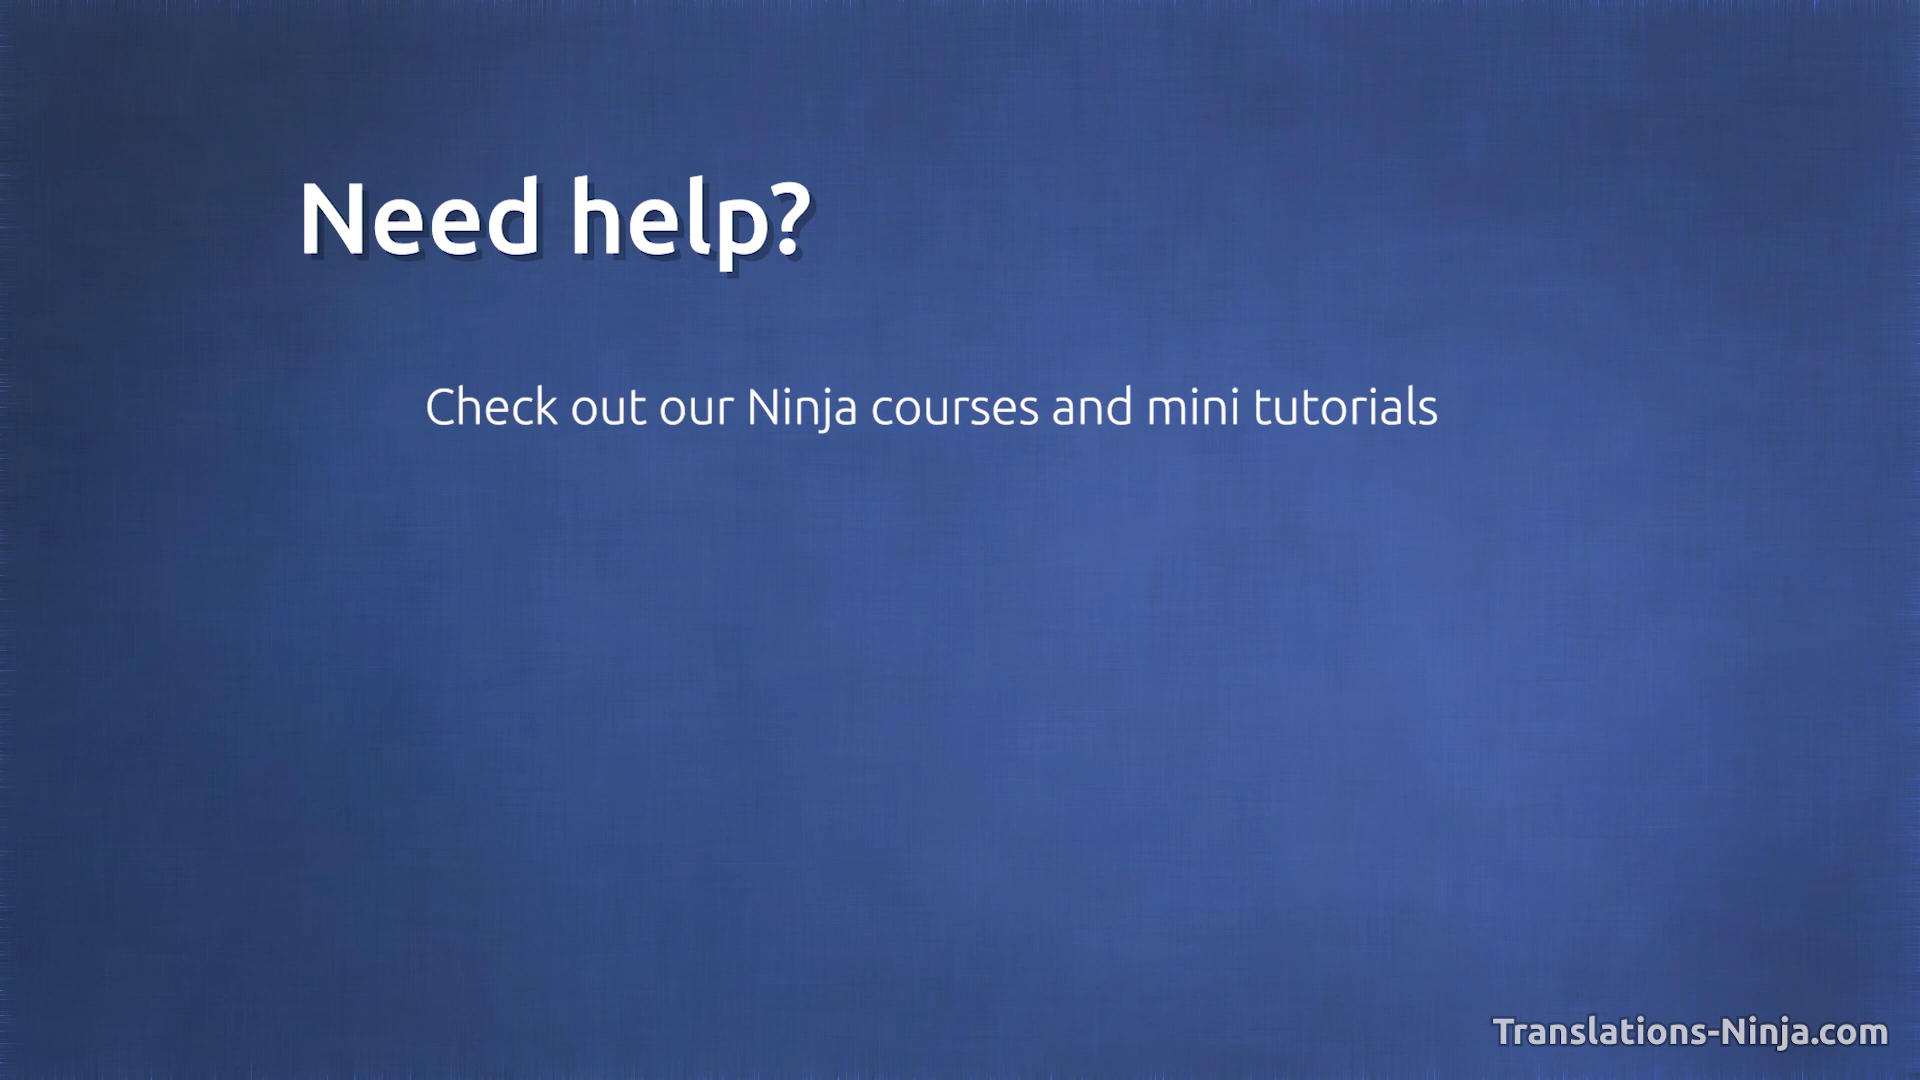 Need help?
Check out our Ninja courses and mini tutorials
Translations-Ninja.com